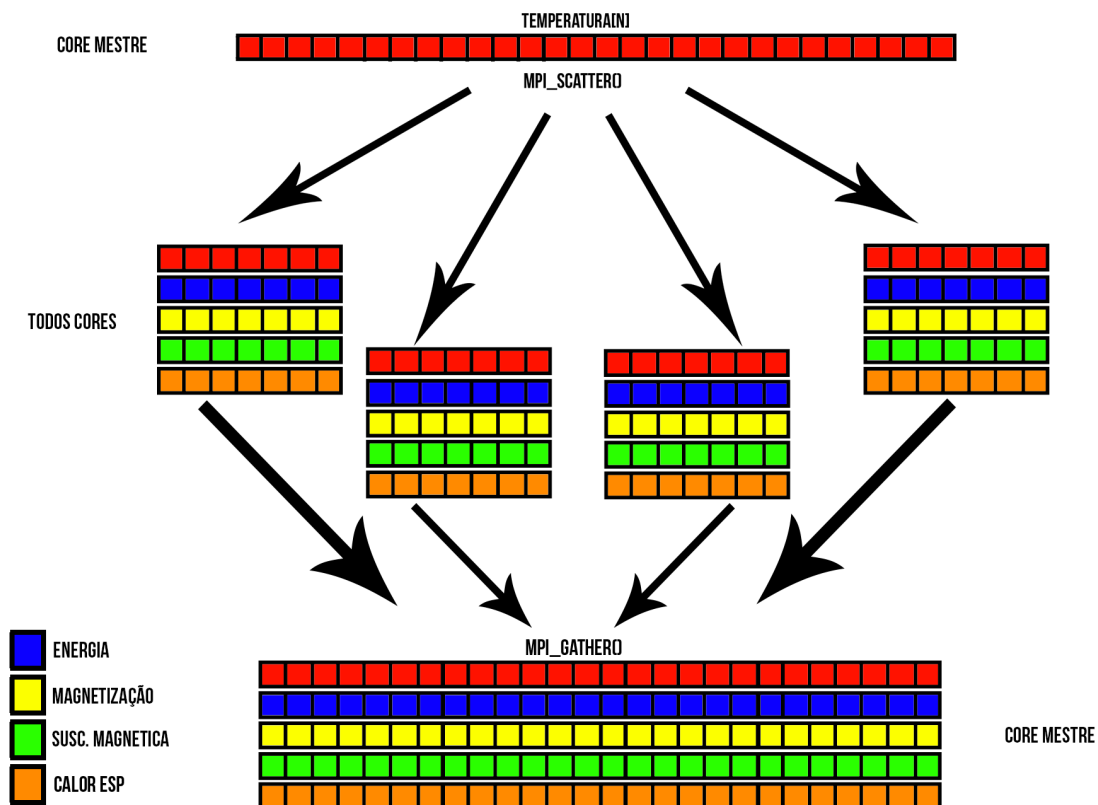 TEMPERATURA[N]
CORE MESTRE
MPI_SCATTER()
TODOS CORES
MPI_GATHER()
ENERGIA
MAGNETIZAÇÃO
SUSC. MAGNETICA
CORE MESTRE
CALOR ESP